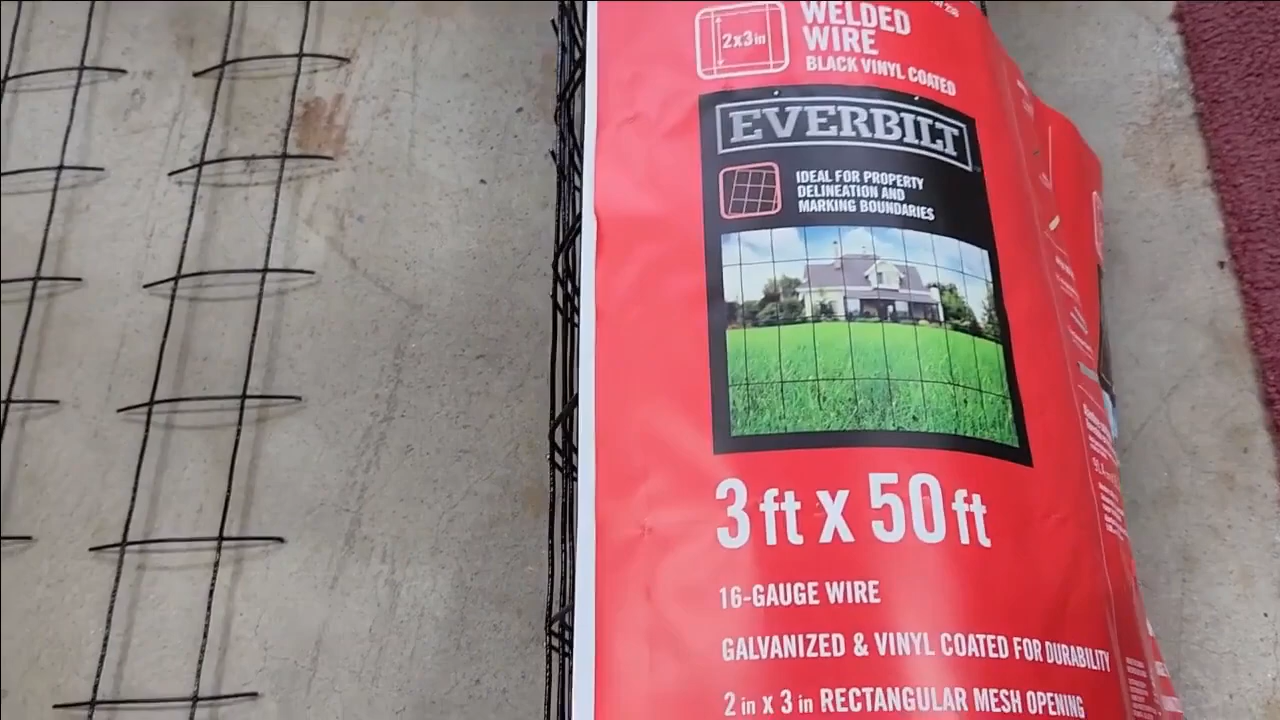 2x3in
WELDED
WIRE
BLACK VINYL COATED
EVERBILT
IDEAL FOR PROPERTY
DELINEATION AND
MARKING BOUNDARIES
3 ft x 50 ft
16-GAUGE WIRE
GALVANIZED & VINYL COATED FOR DURABILITY
2 in x 3 in RECTANGULAR MESH OPENING